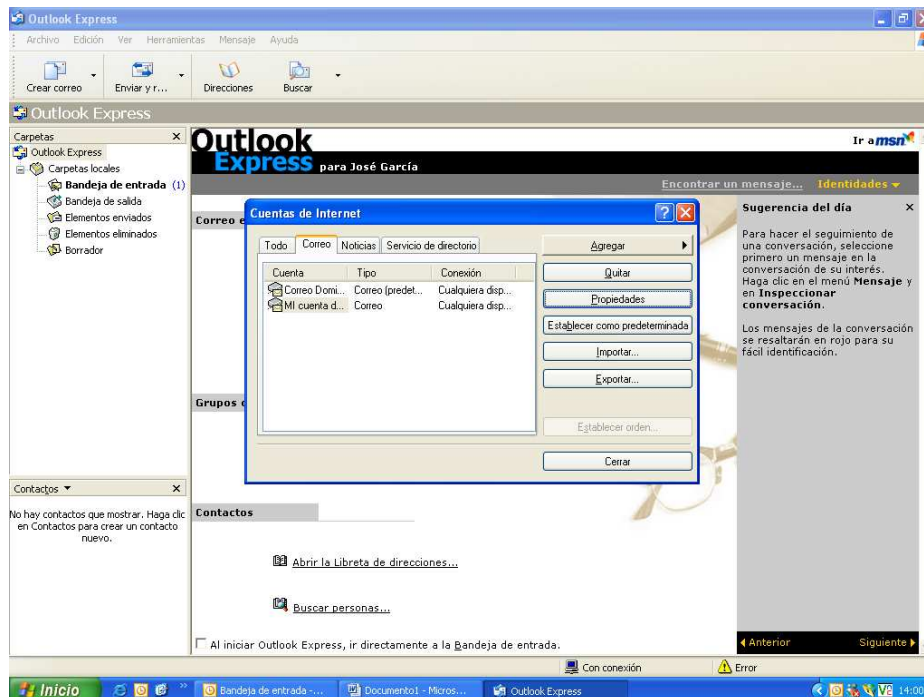 Outlook Express
Archivo Edición Ver Herramientas Mensaje Ayuda
Crear correo Enviar y r... Direcciones Buscar
Outlook Express
Carpetas
Outlook Express
Carpetas locales
Bandeja de entrada (1)
Bandeja de salida
Elementos enviados
Elementos eliminados
Borrador
Contactos
No hay contactos que mostrar. Haga clic
en Contactos para crear un contacto
nuevo.
Outlook
Express para José García
Ir a msn
Encontrar un mensaje... Identidades
Correo e
Grupos
Contactos
Abrir la Libreta de direcciones...
Buscar personas...
Al iniciar Outlook Express, ir directamente a la Bandeja de entrada.
Cuentas de Internet
Todo Correo Noticias Servicio de directorio
Cuenta Tipo Conexión
Correo Domi... Correo (predet... Cualquiera disp...
MI cuenta d... Correo Cualquiera disp...
Agregar
Quitar
Propiedades
Establecer como predeterminada
Importar...
Exportar...
Establecer orden...
Cerrar
Sugerencia del día
Para hacer el seguimiento de
una conversación, seleccione
primero un mensaje en la
conversación de su interés.
Haga clic en el menú Mensaje y
en Inspeccionar
conversación.
Los mensajes de la conversación
se resaltarán en rojo para su
fácil identificación.
Anterior Siguiente
Con conexión Error
Inicio Bandeja de entrada -... Documento1 - Micros... Outlook Express 14:00